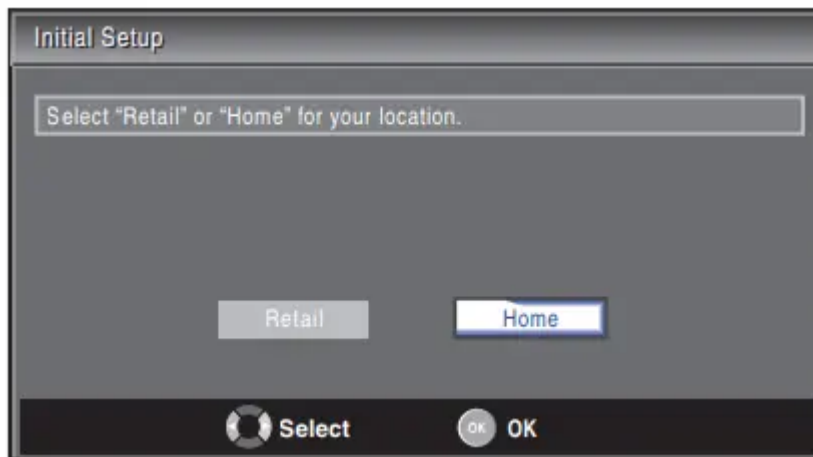 Initial Setup
Select “Retail” or “Home” for your location.
Retail
Home
Select
OK OK